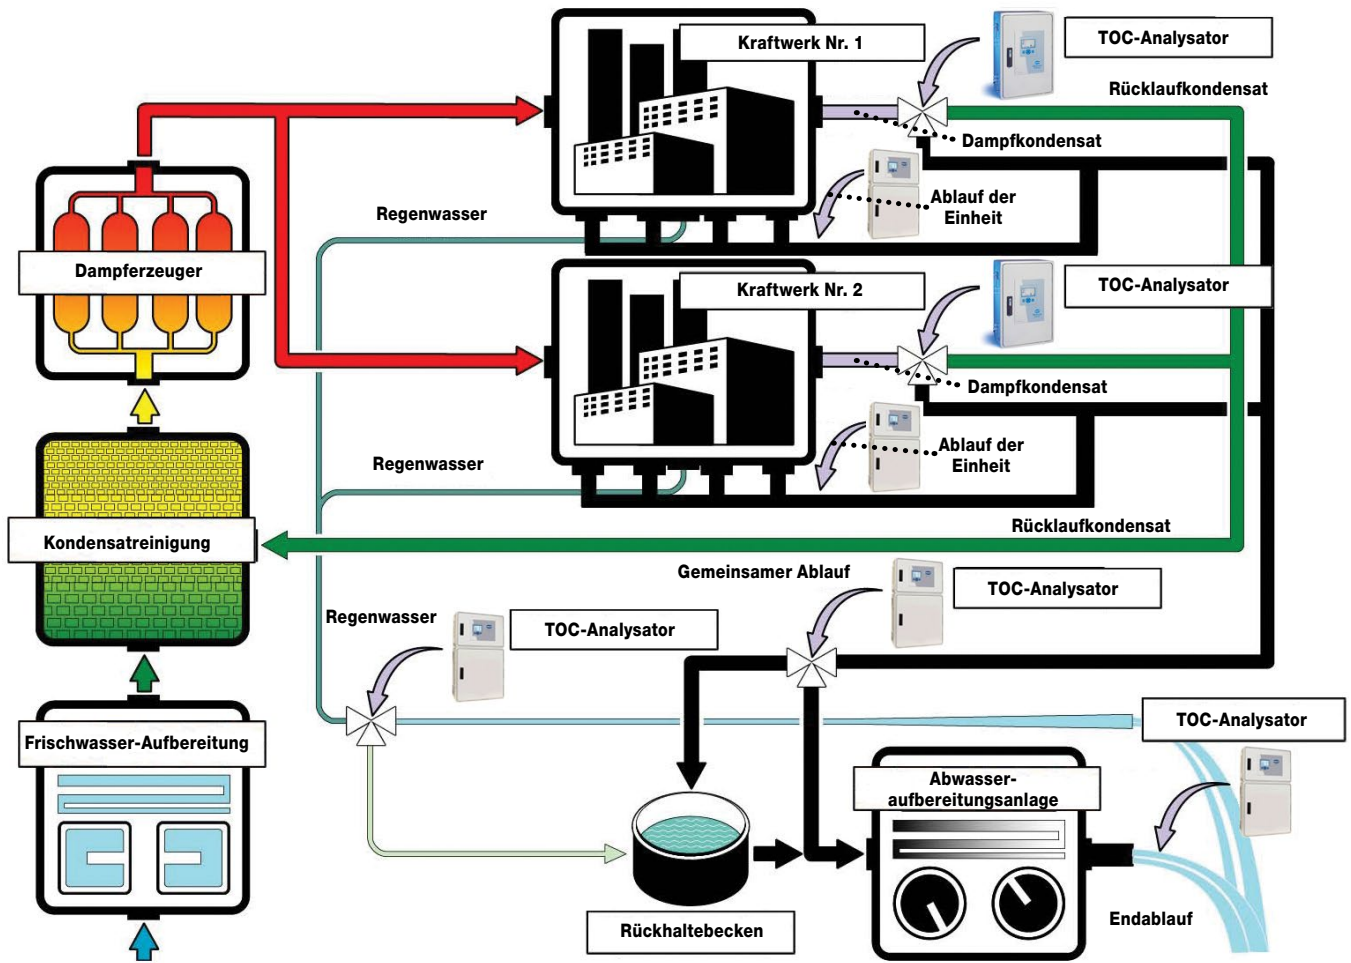 Kraftwerk Nr. 1
TOC-Analysator
Rücklaufkondensat
Dampfkondensat
Ablauf der
Einheit
Regenwasser
Dampferzeuger
Kraftwerk Nr. 2
TOC-Analysator
Dampfkondensat
Ablauf der
Einheit
Regenwasser
Rücklaufkondensat
Kondensatreinigung
Gemeinsamer Ablauf
TOC-Analysator
Regenwasser
TOC-Analysator
TOC-Analysator
Frischwasser-Aufbereitung
Abwasser-
aufbereitungsanlage
Endablauf
Rückhaltebecken